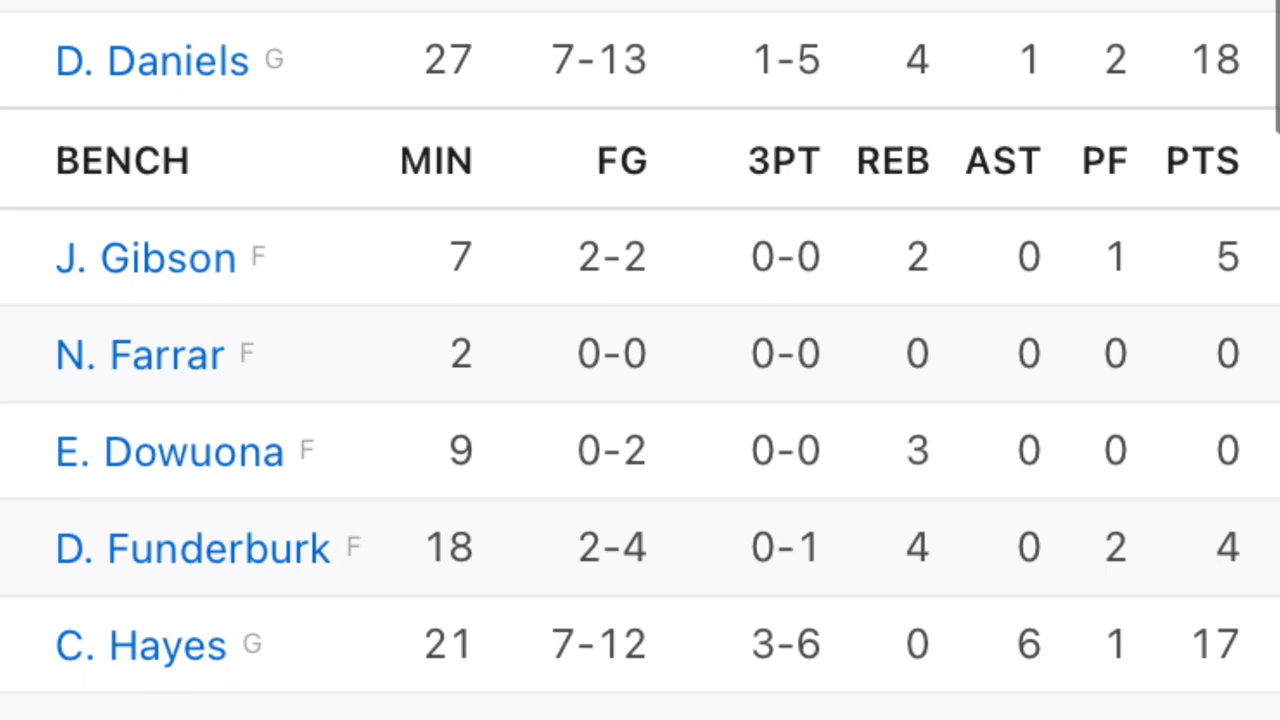 D. Daniels G 27 7-13 1-5 4 1 2 18
BENCH MIN FG 3PT REB AST PF PTS
J. Gibson F 7 2-2 0-0 2 0 1 5
N. Farrar F 2 0-0 0-0 0 0 0 0
E. Dowuona F 9 0-2 0-0 3 0 0 0
D. Funderburk F 18 2-4 0-1 4 0 2 4
C. Hayes G 21 7-12 3-6 0 6 1 17